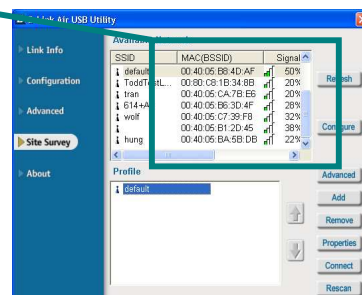 Link Air USB Utility
Link Info
Configuration
Advanced
Site Survey
About
SSID MAC(BSSID) Signal
default 00:40:05:B8:4D:AF 50%
ToddTestL... 00:80:C8:1B:34:8B 20%
tran 00:40:05:CA:7B:E6 20%
614+A 00:40:05:B6:3D:4F 28%
wolf 00:40:05:C7:39:F8 32%
00:40:05:B1:2D:45 38%
hung 00:40:05:BA:5B:DB 22%
Refresh
Configure
Profile
default
Advanced
Add
Remove
Properties
Connect
Rescan